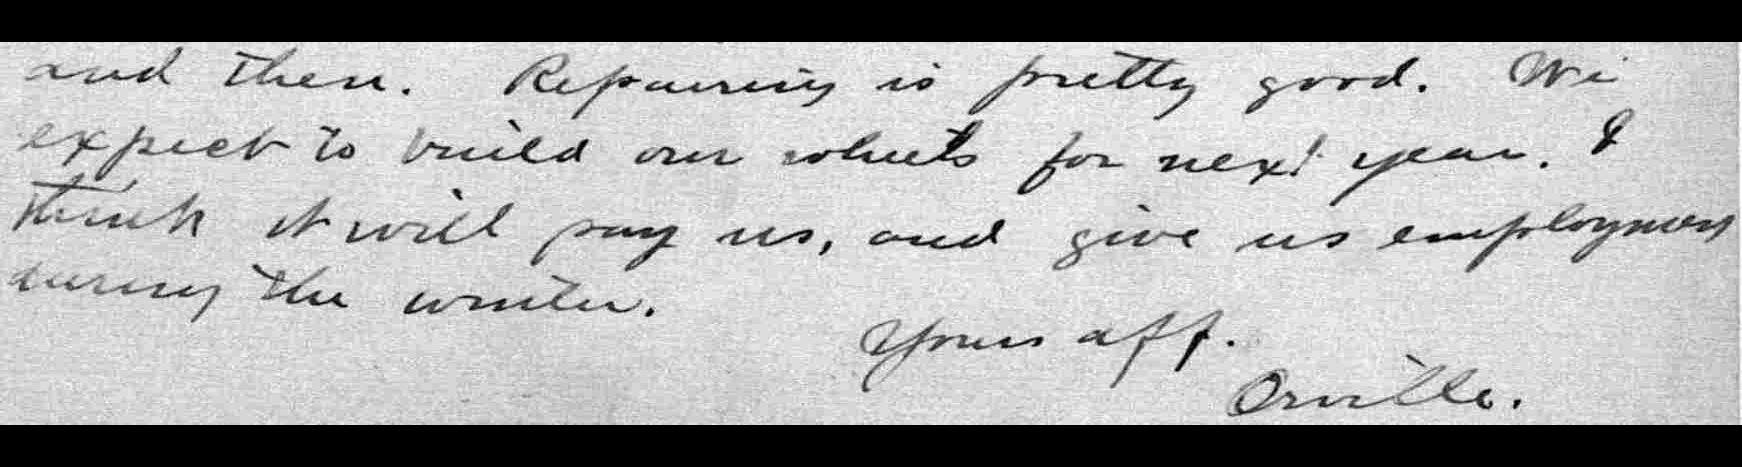 and then. Repairing is pretty good. We
expect to build our wheels for next year. I
think it will pay us, and give us employment
during the winter.
Yours aff.
Orville.